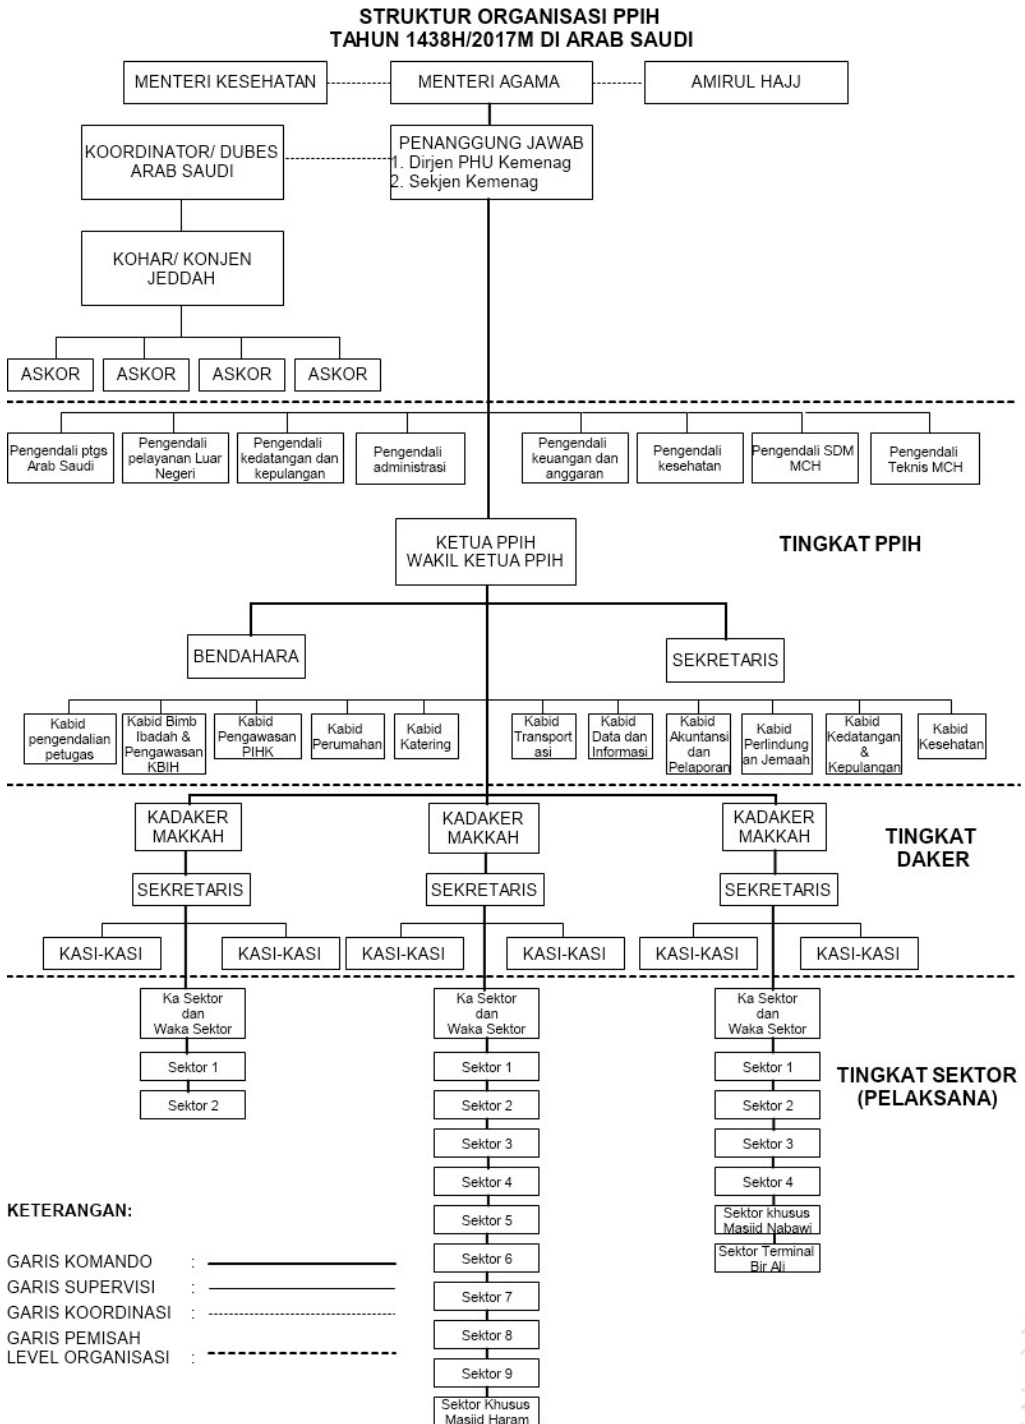 STRUKTUR ORGANISASI PPIH
TAHUN 1438H/2017M DI ARAB SAUDI
MENTERI KESEHATAN
MENTERI AGAMA
AMIRUL HAJJ
KOORDINATOR/ DUBES
ARAB SAUDI
PENANGGUNG JAWAB
1. Dirjen PHU Kemenag
2. Sekjen Kemenag
KOHAR/ KONJEN
JEDDAH
ASKOR
ASKOR
ASKOR
ASKOR
Pengendali ptgs
Arab Saudi
Pengendali
pelayanan Luar
Negeri
Pengendali
kedatangan dan
kepulangan
Pengendali
administrasi
Pengendali
keuangan dan
anggaran
Pengendali
kesehatan
Pengendali SDM
MCH
Pengendali
Teknis MCH
KETUA PPIH
WAKIL KETUA PPIH
TINGKAT PPIH
BENDAHARA
SEKRETARIS
Kabid
pengendalian
petugas
Kabid Bimb
Ibadah &
Pengawasan
KBIH
Kabid
Pengawasan
PIHK
Kabid
Perumahan
Kabid
Katering
Kabid
Transport
asi
Kabid
Data dan
Informasi
Kabid
Akuntansi
dan
Pelaporan
Kabid
Perlindung
an Jemaah
Kabid
Kedatangan
&
Kepulangan
Kabid
Kesehatan
KADAKER
MAKKAH
KADAKER
MAKKAH
KADAKER
MAKKAH
TINGKAT
DAKER
SEKRETARIS
SEKRETARIS
SEKRETARIS
KASI-KASI
KASI-KASI
KASI-KASI
KASI-KASI
KASI-KASI
KASI-KASI
Ka Sektor
dan
Waka Sektor
Sektor 1
Sektor 2
Ka Sektor
dan
Waka Sektor
Sektor 1
Sektor 2
Sektor 3
Sektor 4
Sektor 5
Sektor 6
Sektor 7
Sektor 8
Sektor 9
Sektor Khusus
Masjid Haram
Ka Sektor
dan
Waka Sektor
Sektor 1
Sektor 2
Sektor 3
Sektor 4
Sektor khusus
Masjid Nabawi
Sektor Terminal
Bir Ali
TINGKAT SEKTOR
(PELAKSANA)
KETERANGAN:
GARIS KOMANDO :
GARIS SUPERVISI :
GARIS KOORDINASI :
GARIS PEMISAH
LEVEL ORGANISASI :